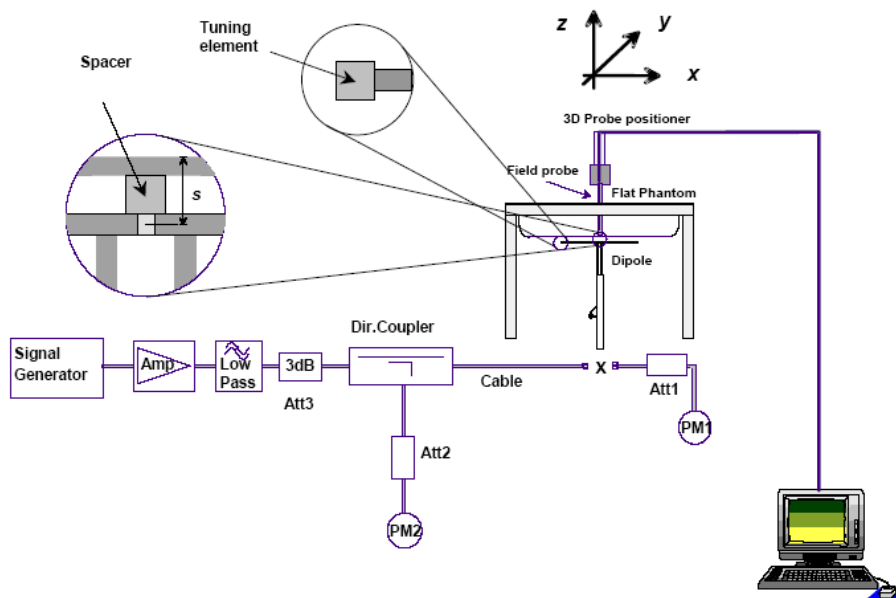 Tuning
element
Spacer
z
y
x
3D Probe positioner
Field probe
Flat Phantom
s
Dipole
Dir.Coupler
Signal
Generator
Amp
Low
Pass
3dB
Att3
Cable
X
Att1
PM1
Att2
PM2